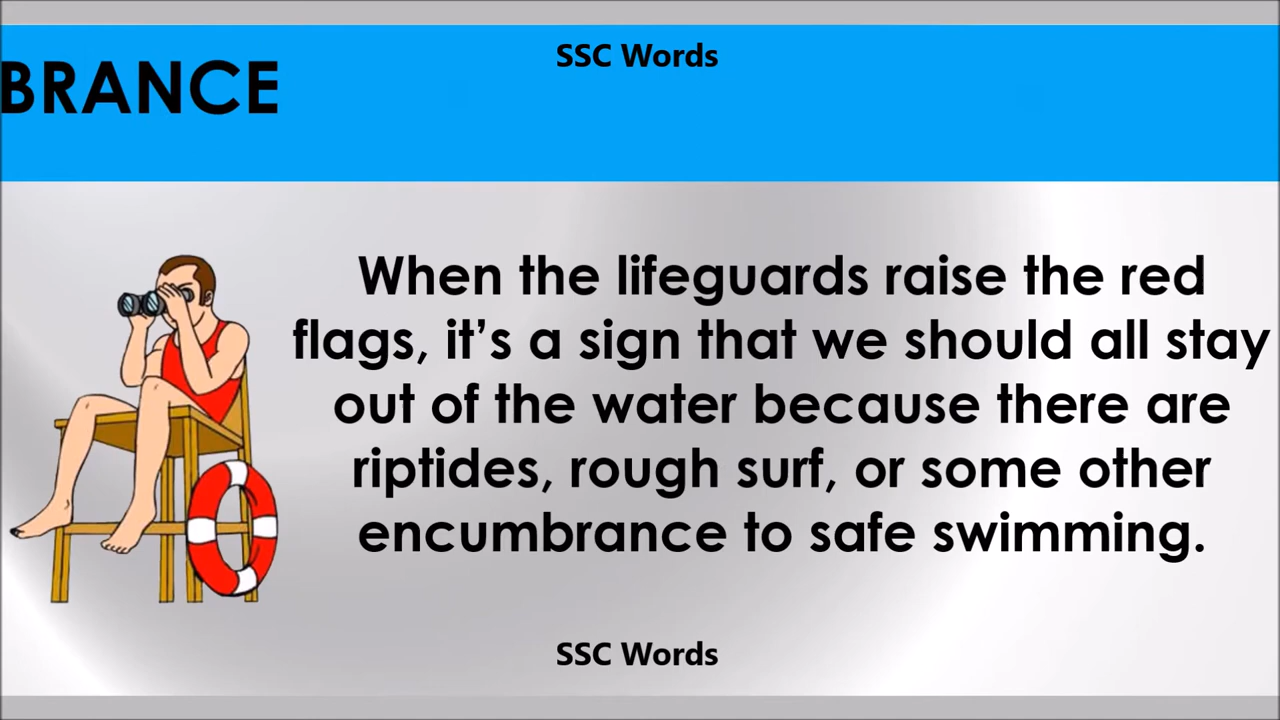 SSC Words
BRANCE
When the lifeguards raise the red
flags, it’s a sign that we should all stay
out of the water because there are
riptides, rough surf, or some other
encumbrance to safe swimming.
SSC Words